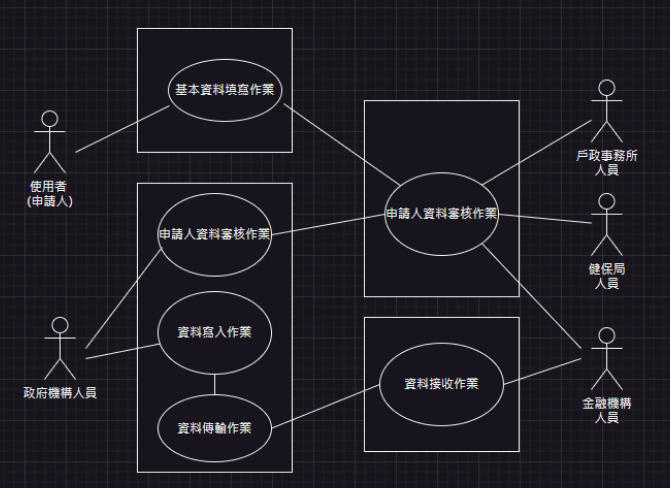 基本資料填寫作業
使用者
(申請人)
申請人資料審核作業
資料寫入作業
資料傳輸作業
政府機構人員
申請人資料審核作業
資料接收作業
戶政事務所
人員
健保局
人員
金融機構
人員